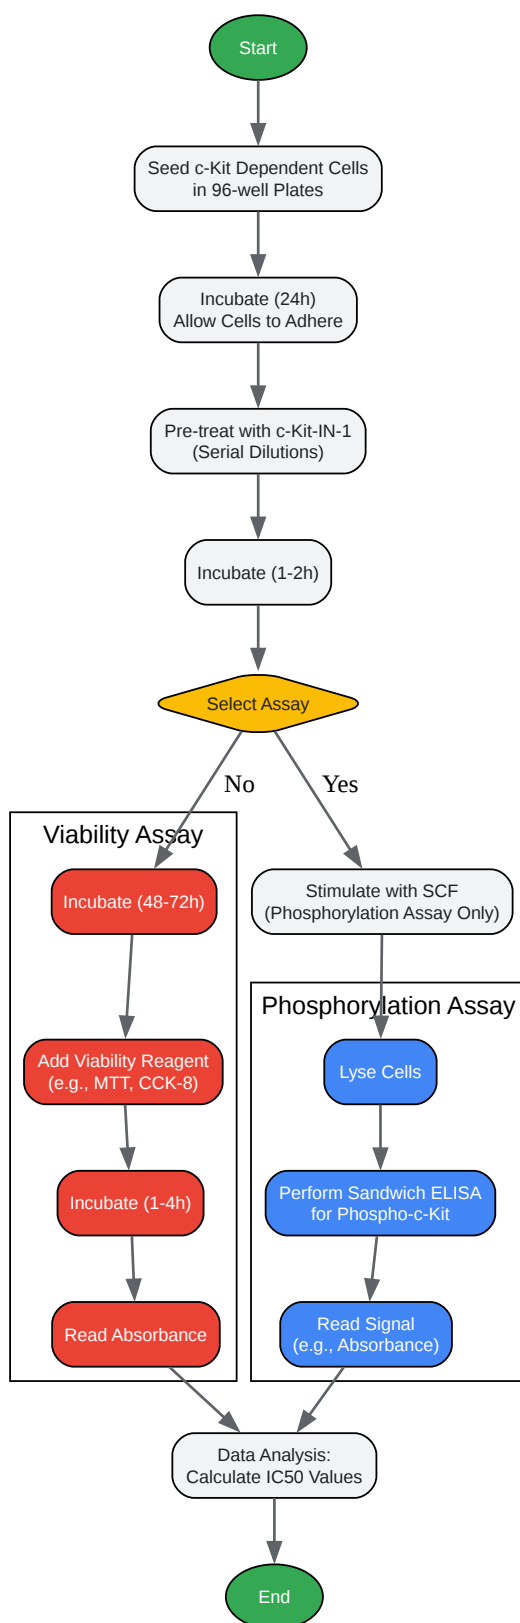 Start
Seed c-Kit Dependent Cells
in 96-well Plates
Incubate (24h)
Allow Cells to Adhere
Pre-treat with c-Kit-IN-1
(Serial Dilutions)
Incubate (1-2h)
Select Assay
No
Yes
Viability Assay
Incubate (48-72h)
Add Viability Reagent
(e.g., MTT, CCK-8)
Incubate (1-4h)
Read Absorbance
Stimulate with SCF
(Phosphorylation Assay Only)
Phosphorylation Assay
Lyse Cells
Perform Sandwich ELISA
for Phospho-c-Kit
Read Signal
(e.g., Absorbance)
Data Analysis:
Calculate IC50 Values
End